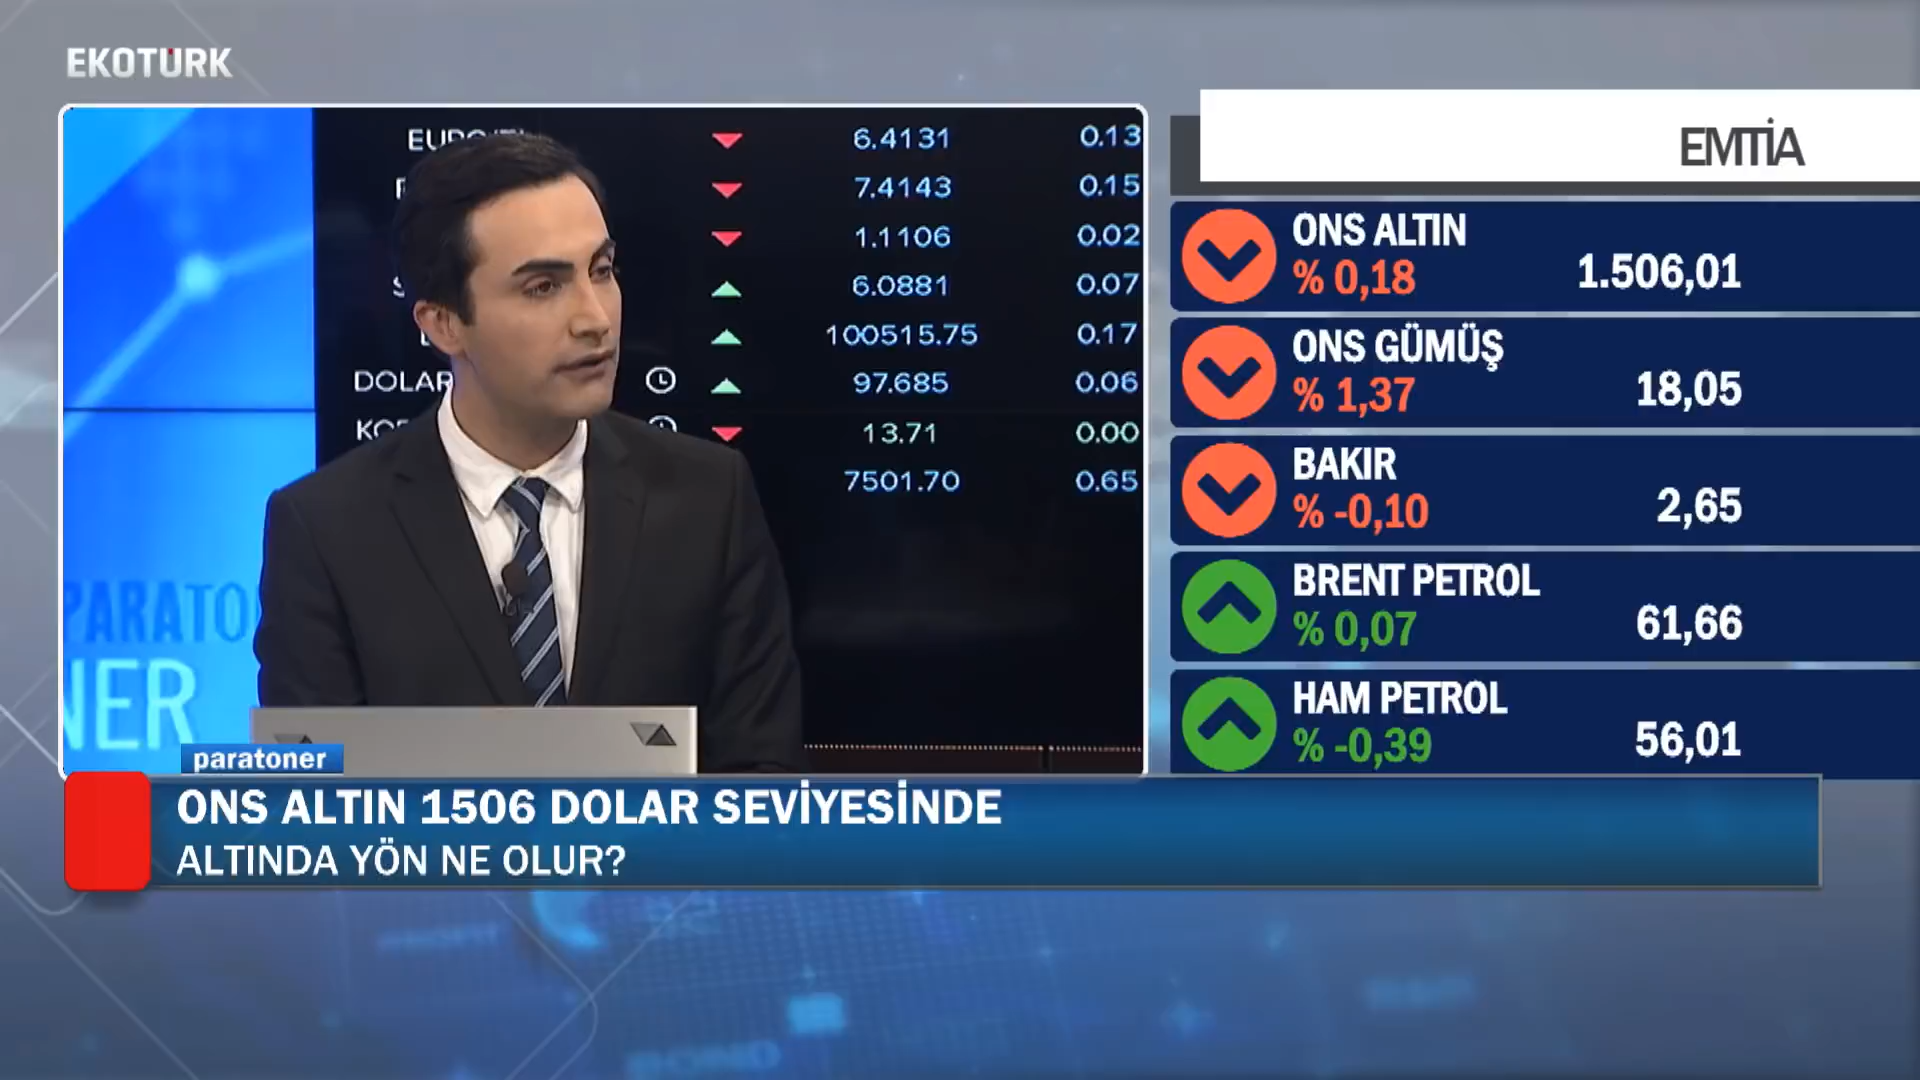 EKOTÜRK
6.4131 0.13
7.4143 0.15
1.1106 0.02
6.0881 0.07
100515.75 0.17
DOLAR 97.685 0.06
13.71 0.00
7501.70 0.65
NER
paratoner
EMTİA
ONS ALTIN
% 0,18 1.506,01
ONS GÜMÜŞ
% 1,37 18,05
BAKIR
% -0,10 2,65
BRENT PETROL
% 0,07 61,66
HAM PETROL
% -0,39 56,01
ONS ALTIN 1506 DOLAR SEVİYESİNDE
ALTINDA YÖN NE OLUR?